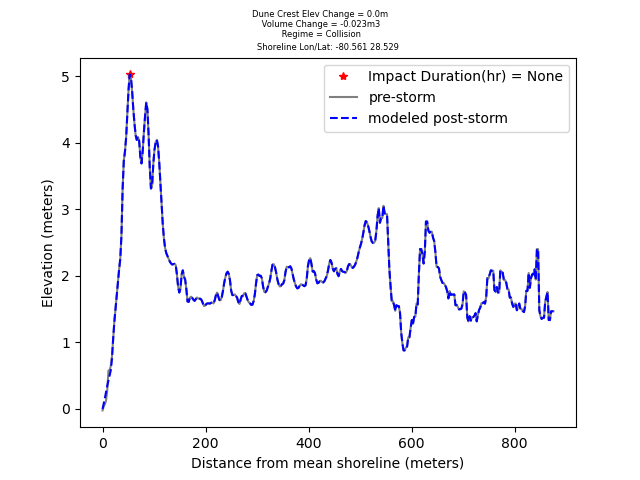 Dune Crest Elev Change = 0.0m
Volume Change = -0.023m3
Regime = Collision
Shoreline Lon/Lat: -80.561 28.529
Impact Duration(hr) = None
pre-storm
modeled post-storm
Elevation (meters)
5
4
3
2
1
0
0 200 400 600 800
Distance from mean shoreline (meters)